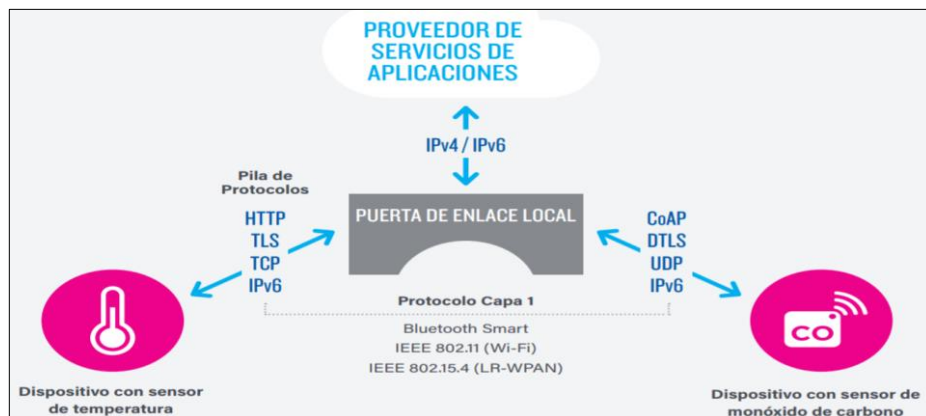 PROVEEDOR DE
SERVICIOS DE
APLICACIONES
IPv4 / IPv6
Pila de
Protocolos
HTTP
TLS
TCP
IPv6
PUERTA DE ENLACE LOCAL
CoAP
DTLS
UDP
IPv6
Protocolo Capa 1
Bluetooth Smart
IEEE 802.11 (Wi-Fi)
IEEE 802.15.4 (LR-WPAN)
CO
Dispositivo con sensor
de temperatura
Dispositivo con sensor de
monóxido de carbono